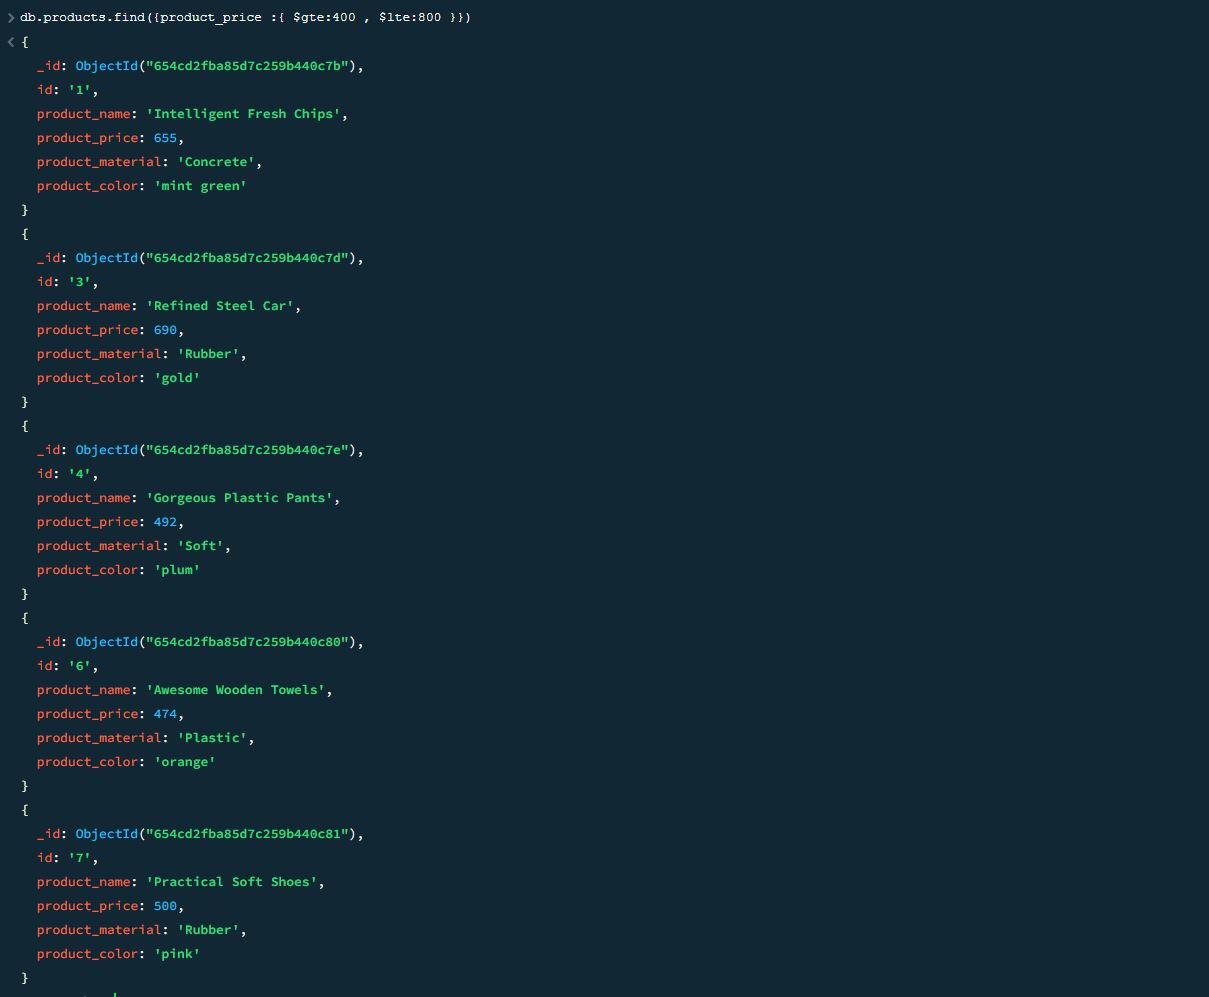 db.products.find({product_price :{ $gte:400 , $lte:800 }})
{
_id: ObjectId("654cd2fba85d7c259b440c7b"),
id: '1',
product_name: 'Intelligent Fresh Chips',
product_price: 655,
product_material: 'Concrete',
product_color: 'mint green'
}
{
_id: ObjectId("654cd2fba85d7c259b440c7d"),
id: '3',
product_name: 'Refined Steel Car',
product_price: 690,
product_material: 'Rubber',
product_color: 'gold'
}
{
_id: ObjectId("654cd2fba85d7c259b440c7e"),
id: '4',
product_name: 'Gorgeous Plastic Pants',
product_price: 492,
product_material: 'Soft',
product_color: 'plum'
}
{
_id: ObjectId("654cd2fba85d7c259b440c80"),
id: '6',
product_name: 'Awesome Wooden Towels',
product_price: 474,
product_material: 'Plastic',
product_color: 'orange'
}
{
_id: ObjectId("654cd2fba85d7c259b440c81"),
id: '7',
product_name: 'Practical Soft Shoes',
product_price: 500,
product_material: 'Rubber',
product_color: 'pink'
}